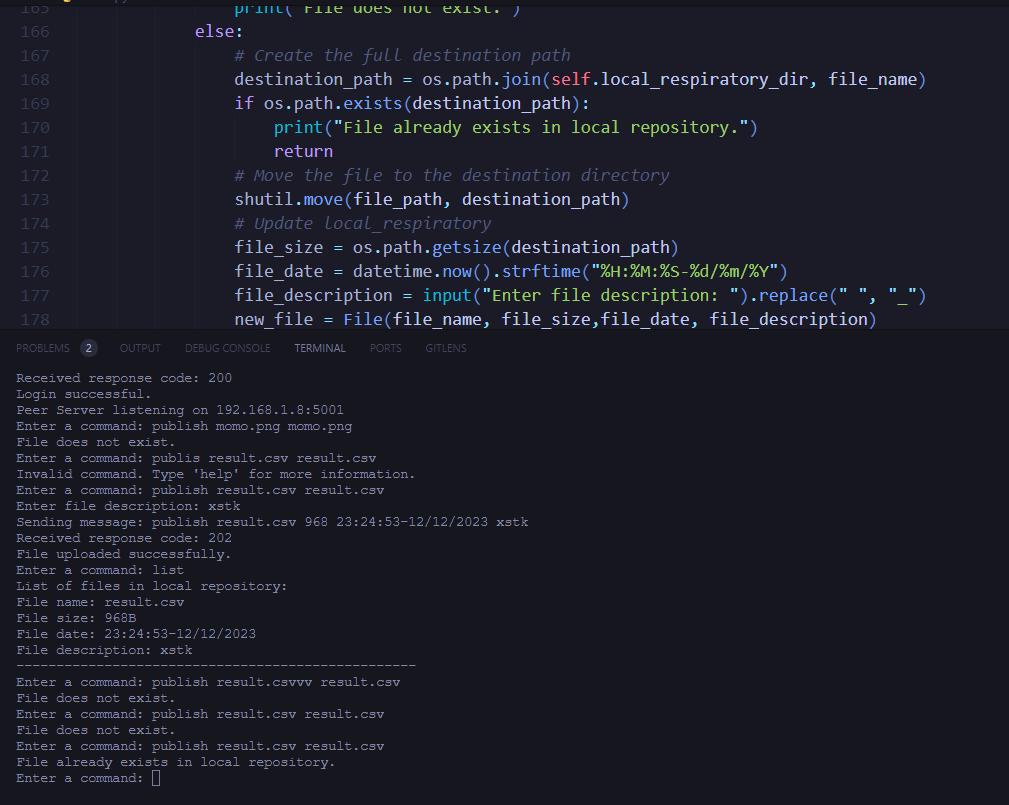 165 print("File does not exist.")
166 else:
167 # Create the full destination path
168 destination_path = os.path.join(self.local_respiratory_dir, file_name)
169 if os.path.exists(destination_path):
170 print("File already exists in local repository.")
171 return
172 # Move the file to the destination directory
173 shutil.move(file_path, destination_path)
174 # Update local_respiratory
175 file_size = os.path.getsize(destination_path)
176 file_date = datetime.now().strftime("%H:%M:%S-%d/%m/%Y")
177 file_description = input("Enter file description: ").replace(" ", "_")
178 new_file = File(file_name, file_size,file_date, file_description)
PROBLEMS 2 OUTPUT DEBUG CONSOLE TERMINAL PORTS GITLENS
Received response code: 200
Login successful.
Peer Server listening on 192.168.1.8:5001
Enter a command: publish momo.png momo.png
File does not exist.
Enter a command: publis result.csv result.csv
Invalid command. Type 'help' for more information.
Enter a command: publish result.csv result.csv
Enter file description: xstk
Sending message: publish result.csv 968 23:24:53-12/12/2023 xstk
Received response code: 202
File uploaded successfully.
Enter a command: list
List of files in local repository:
File name: result.csv
File size: 968B
File date: 23:24:53-12/12/2023
File description: xstk
--------------------------------------------------
Enter a command: publish result.csvvv result.csv
File does not exist.
Enter a command: publish result.csv result.csv
File does not exist.
Enter a command: publish result.csv result.csv
File already exists in local repository.
Enter a command: